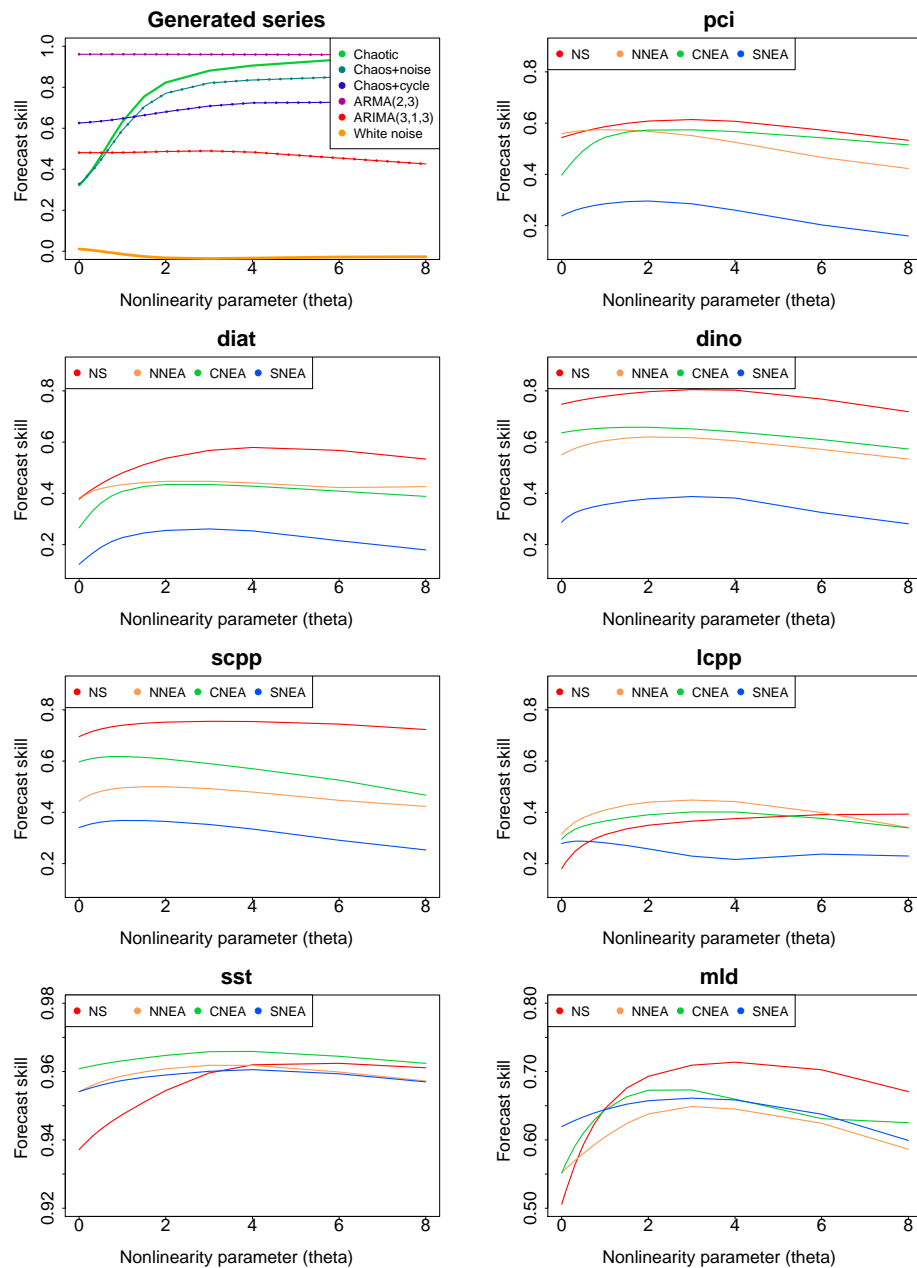 Generated series
Forecast skill
0.0 0.2 0.4 0.6 0.8 1.0
Chaotic
Chaos+noise
Chaos+cycle
ARMA(2,3)
ARIMA(3,1,3)
White noise
0 2 4 6 8
Nonlinearity parameter (theta)
pci
Forecast skill
0.2 0.4 0.6 0.8
NS NNEA CNEA SNEA
0 2 4 6 8
Nonlinearity parameter (theta)
diat
Forecast skill
0.2 0.4 0.6 0.8
NS NNEA CNEA SNEA
0 2 4 6 8
Nonlinearity parameter (theta)
dino
Forecast skill
0.2 0.4 0.6 0.8
NS NNEA CNEA SNEA
0 2 4 6 8
Nonlinearity parameter (theta)
scpp
Forecast skill
0.2 0.4 0.6 0.8
NS NNEA CNEA SNEA
0 2 4 6 8
Nonlinearity parameter (theta)
lcpp
Forecast skill
0.2 0.4 0.6 0.8
NS NNEA CNEA SNEA
0 2 4 6 8
Nonlinearity parameter (theta)
sst
Forecast skill
0.92 0.94 0.96 0.98
NS NNEA CNEA SNEA
0 2 4 6 8
Nonlinearity parameter (theta)
mld
Forecast skill
0.50 0.60 0.70 0.80
NS NNEA CNEA SNEA
0 2 4 6 8
Nonlinearity parameter (theta)